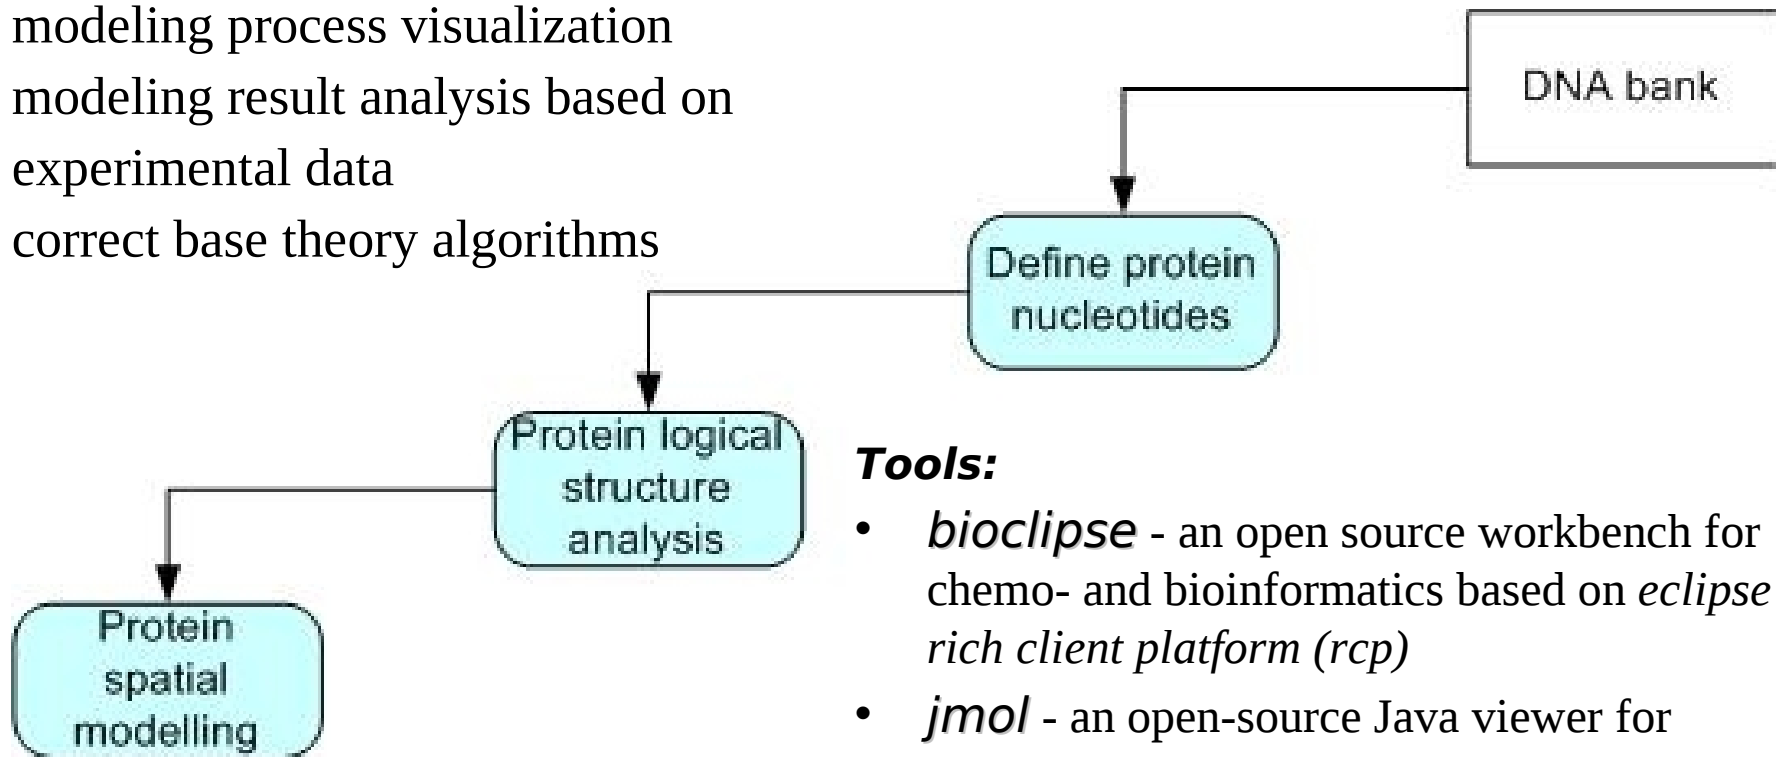 modeling process visualization
modeling result analysis based on
experimental data
correct base theory algorithms
DNA bank
Define protein
nucleotides
Protein logical
structure
analysis
Protein
spatial
modelling
Tools:
• bioclipse - an open source workbench for
chemo- and bioinformatics based on eclipse
rich client platform (rcp)
• jmol - an open-source Java viewer for